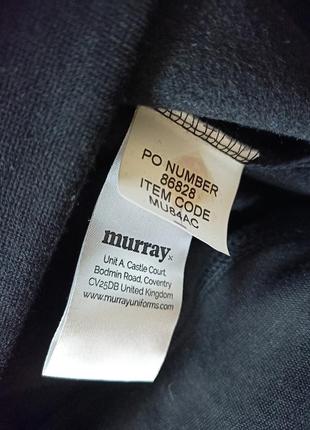 PO NUMBER
86828
ITEM CODE
MU84AC
murray
Unit A, Castle Court,
Bodmin Road, Coventry
CV25DB United Kingdom
www.murrayuniforms.com